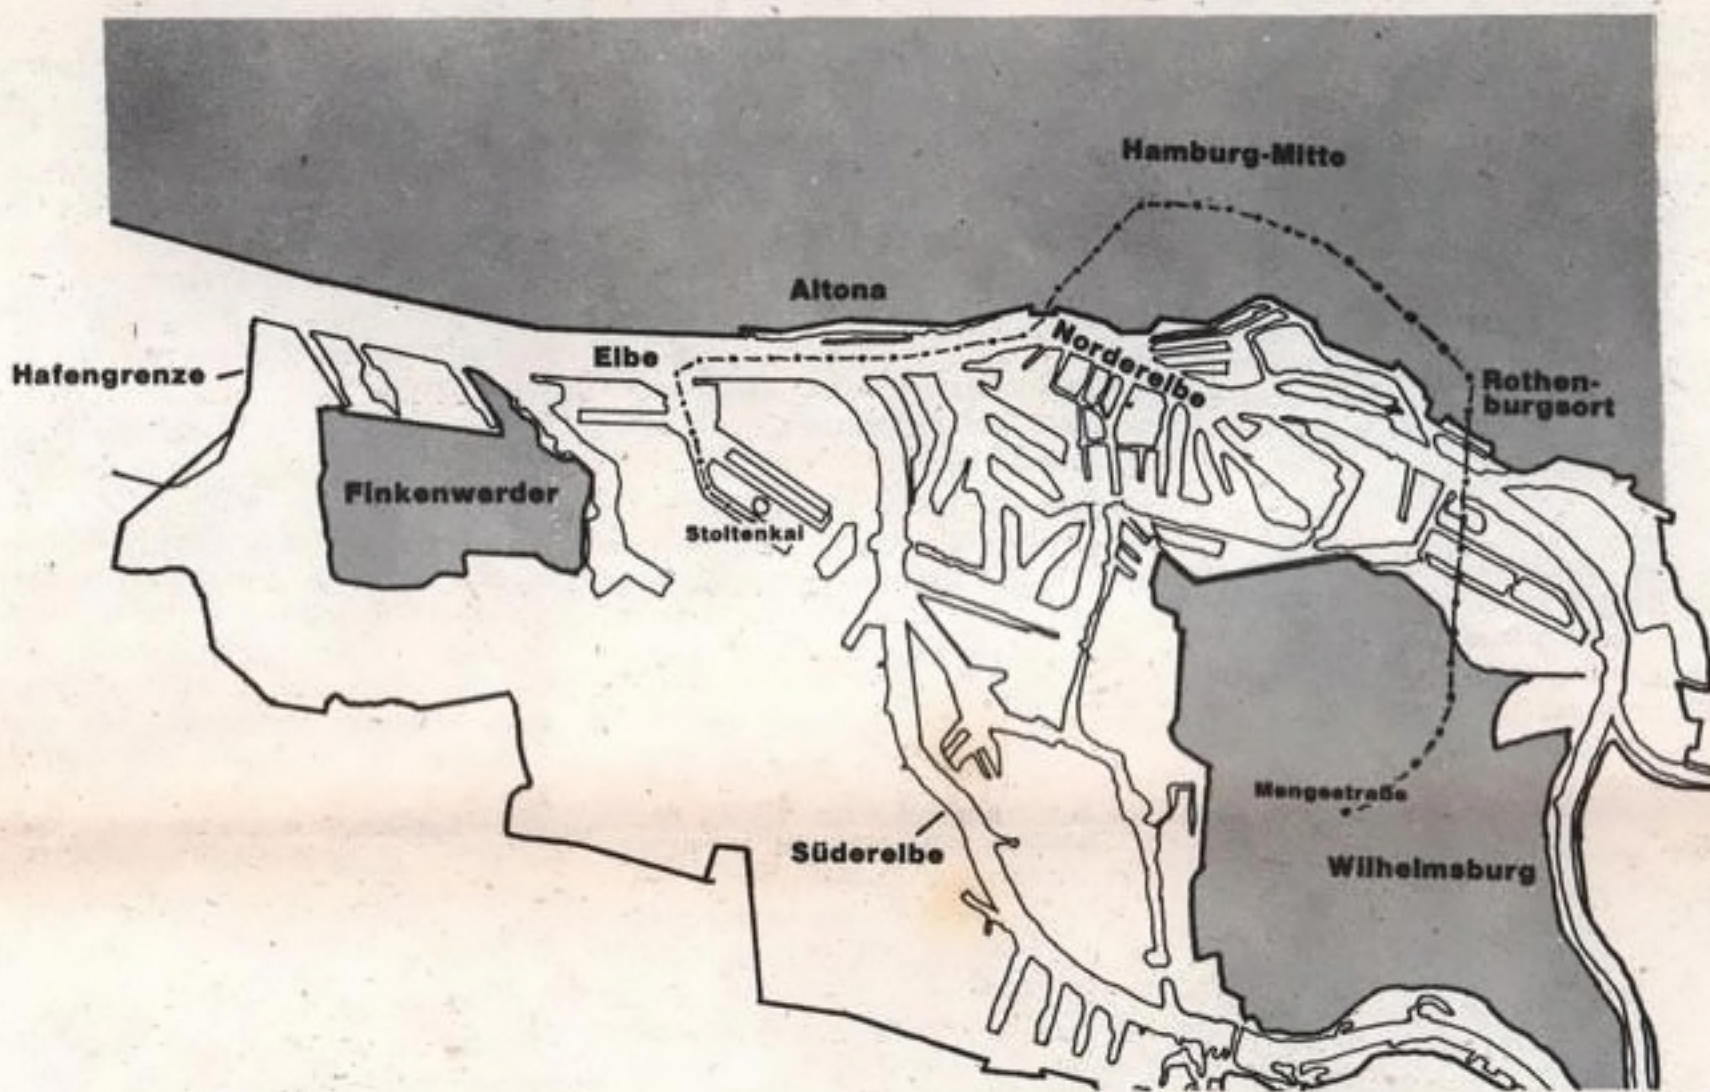 Hamburg-Mitte
Altona
Elbe
Norderelbe
Hafengrenze
Rothen-
burgsort
Finkenwerder
Stoltenkai
Mengestraße
Süderelbe
Wilhelmsburg